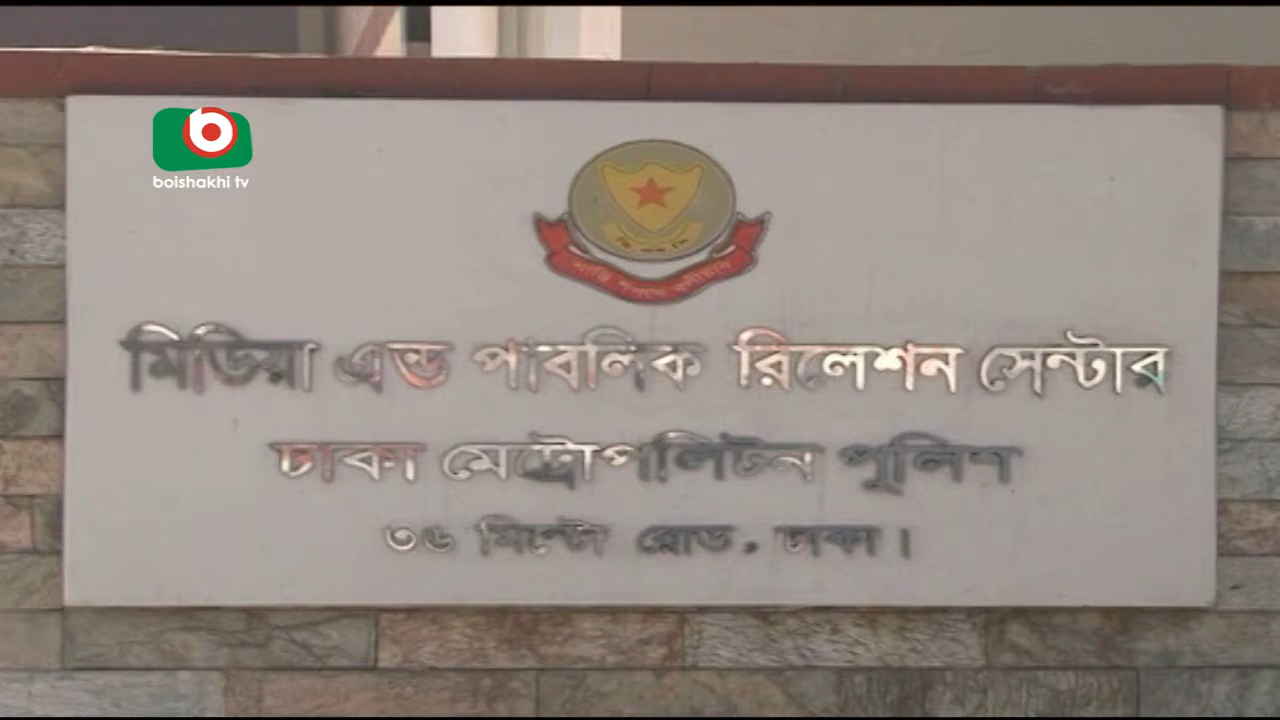 boishakhi tv
মিডিয়া এন্ড পাবলিক রিলেশন সেন্টার
ঢাকা মেট্রোপলিটন পুলিশ
৩৬ মিন্টো রোড, ঢাকা।